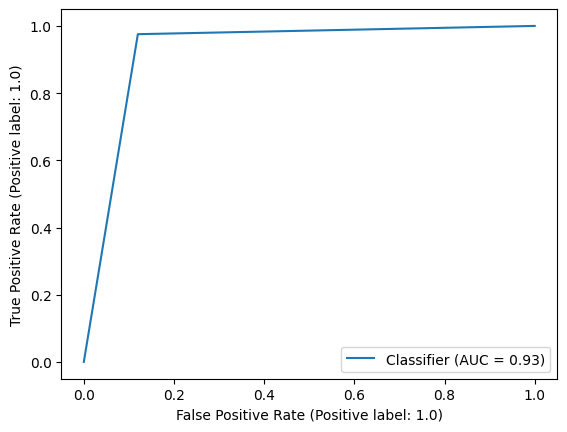 1.0
0.8
0.6
0.4
0.2
0.0
True Positive Rate (Positive label: 1.0)
Classifier (AUC = 0.93)
0.0 0.2 0.4 0.6 0.8 1.0
False Positive Rate (Positive label: 1.0)